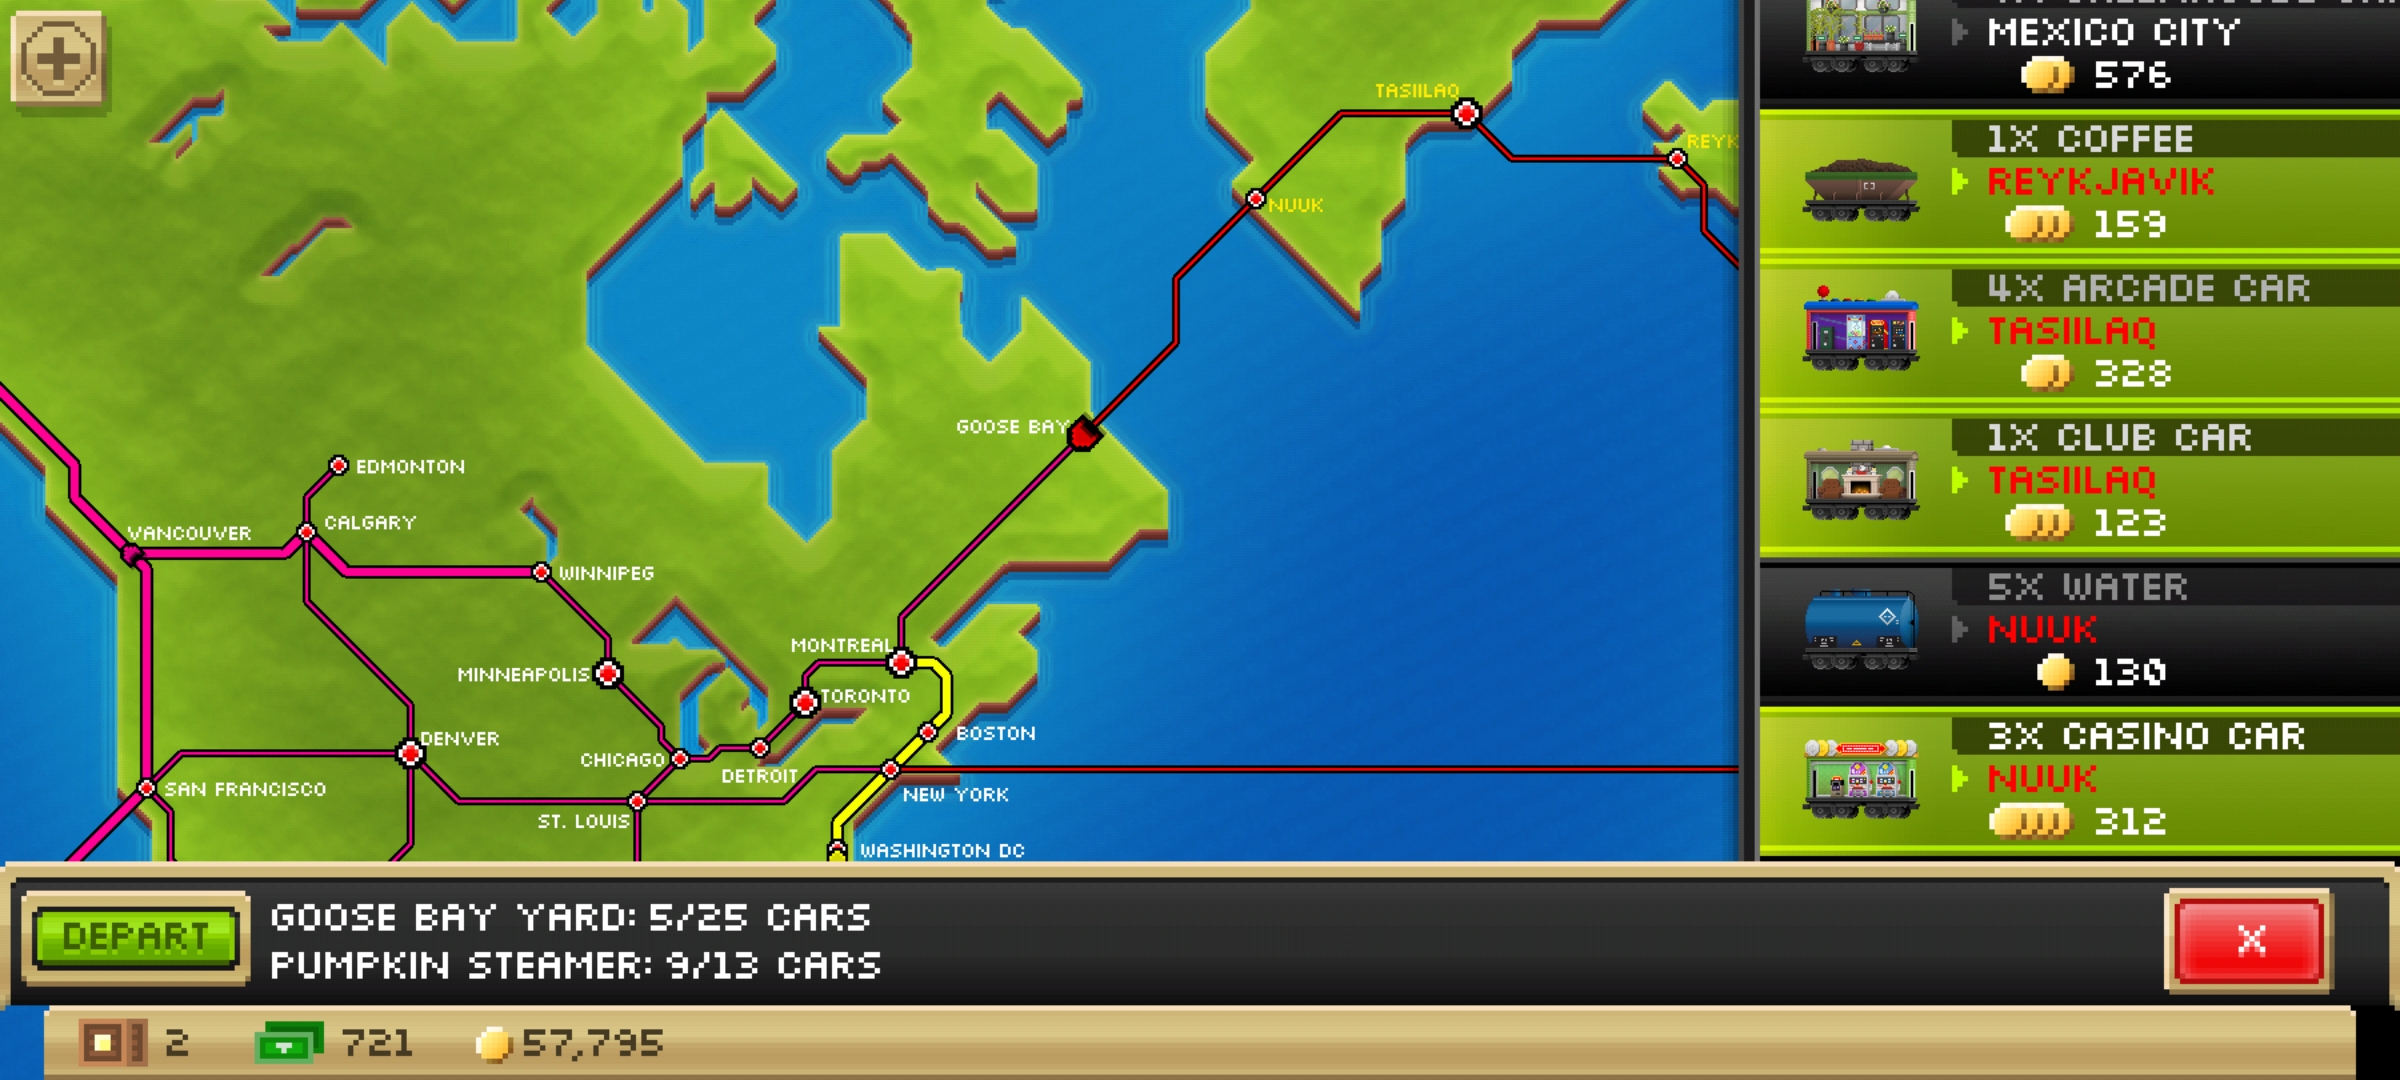 MEXICO CITY
576
1X COFFEE
REYKJAVIK
159
4X ARCADE CAR
TASIILAQ
328
1X CLUB CAR
TASIILAQ
123
5X WATER
NUUK
130
3X CASINO CAR
NUUK
312
TASIILAQ
REYK
NUUK
GOOSE BAY
EDMONTON
VANCOUVER
CALGARY
WINNIPEG
MONTREAL
MINNEAPOLIS
TORONTO
BOSTON
DENVER
CHICAGO
DETROIT
SAN FRANCISCO
NEW YORK
ST. LOUIS
WASHINGTON DC
DEPART
GOOSE BAY YARD: 5/25 CARS
PUMPKIN STEAMER: 9/13 CARS
X
2
721
57,795